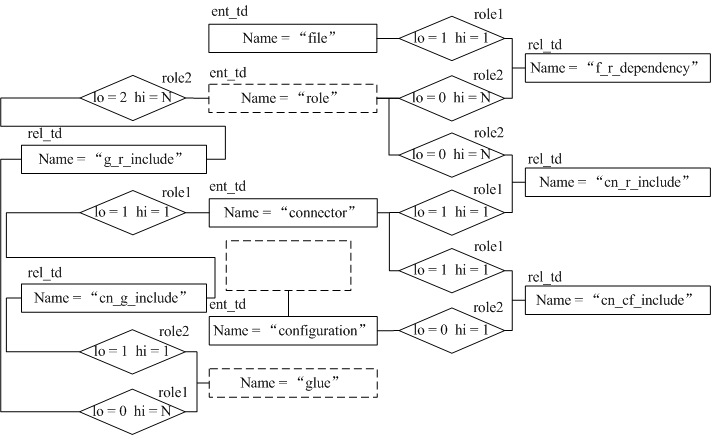 ent_td
role1
Name = “file”
lo = 1 hi = 1
rel_td
Name = “f_r_dependency”
ent_td
role2
role2
lo = 2 hi = N
Name = “role”
lo = 0 hi = N
rel_td
role2
Name = “g_r_include”
lo = 0 hi = N
rel_td
Name = “cn_r_include”
role1
ent_td
role1
lo = 1 hi = 1
Name = “connector”
lo = 1 hi = 1
role1
rel_td
lo = 1 hi = 1
rel_td
Name = “cn_g_include”
Name = “cn_cf_include”
ent_td
role2
Name = “configuration”
lo = 0 hi = 1
role2
lo = 1 hi = 1
Name = “glue”
role1
lo = 0 hi = N